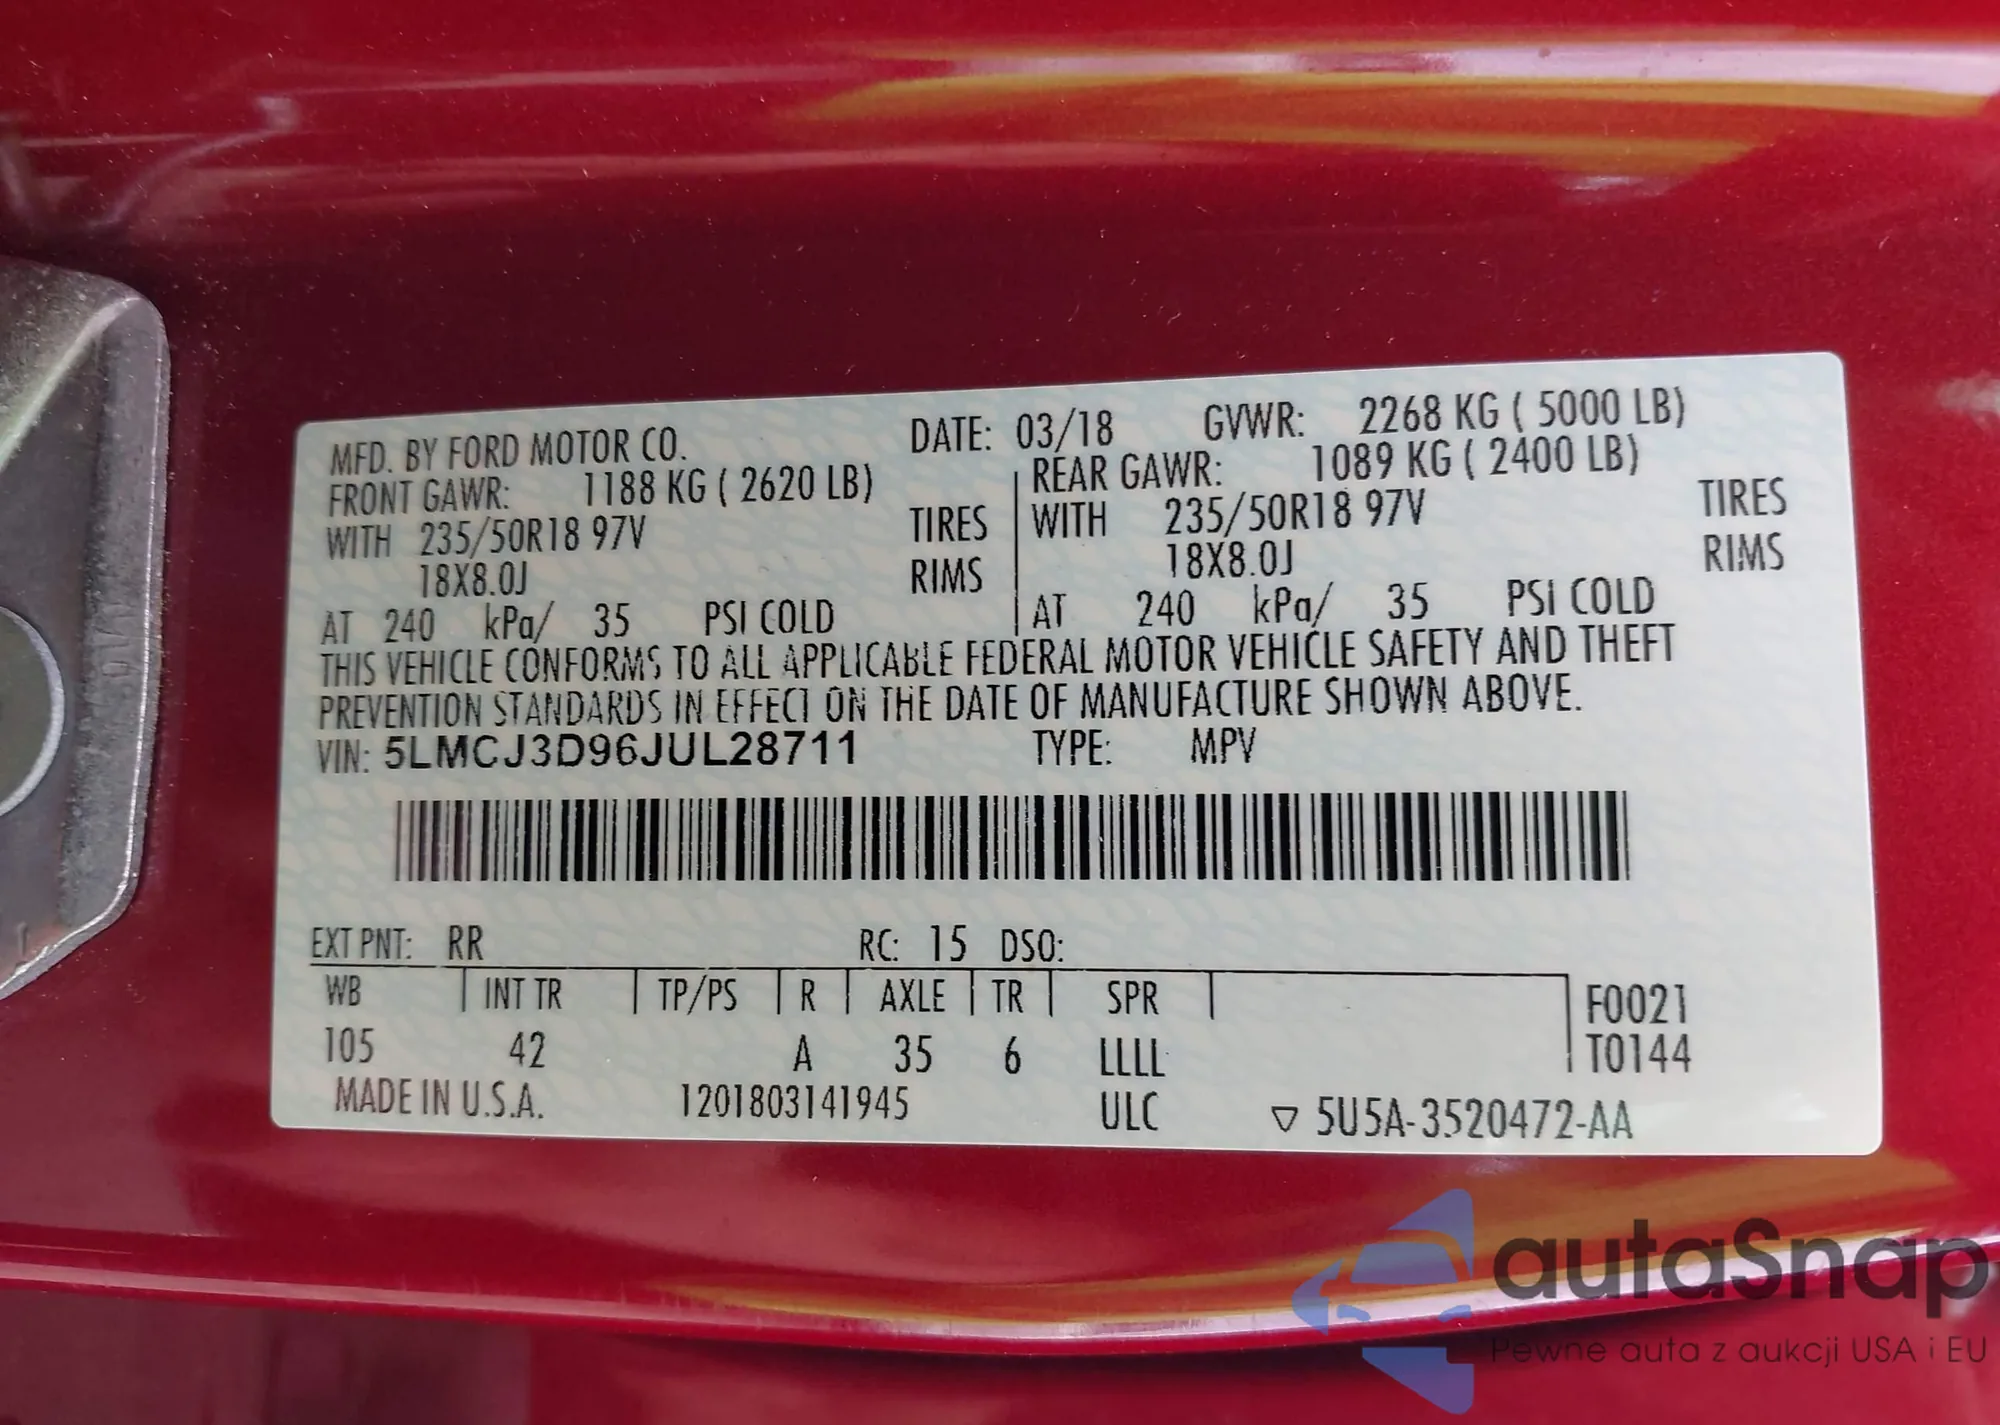 MFD. BY FORD MOTOR CO. DATE: 03/18 GVWR: 2268 KG ( 5000 LB)
FRONT GAWR: 1188 KG ( 2620 LB) REAR GAWR: 1089 KG ( 2400 LB)
WITH 235/50R18 97V TIRES WITH 235/50R18 97V TIRES
18X8.0J RIMS 18X8.0J RIMS
AT 240 kPa/ 35 PSI COLD AT 240 kPa/ 35 PSI COLD
THIS VEHICLE CONFORMS TO ALL APPLICABLE FEDERAL MOTOR VEHICLE SAFETY AND THEFT
PREVENTION STANDARDS IN EFFECT ON THE DATE OF MANUFACTURE SHOWN ABOVE.
VIN: 5LMCJ3D96JUL28711 TYPE: MPV
EXT PNT: RR RC: 15 DSO:
WB INT TR TP/PS R AXLE TR SPR F0021
105 42 A 35 6 LLLL T0144
MADE IN U.S.A. 1201803141945 ULC ▽ 5U5A-3520472-AA
autaSnap
Pewne auta z aukcji USA i EU